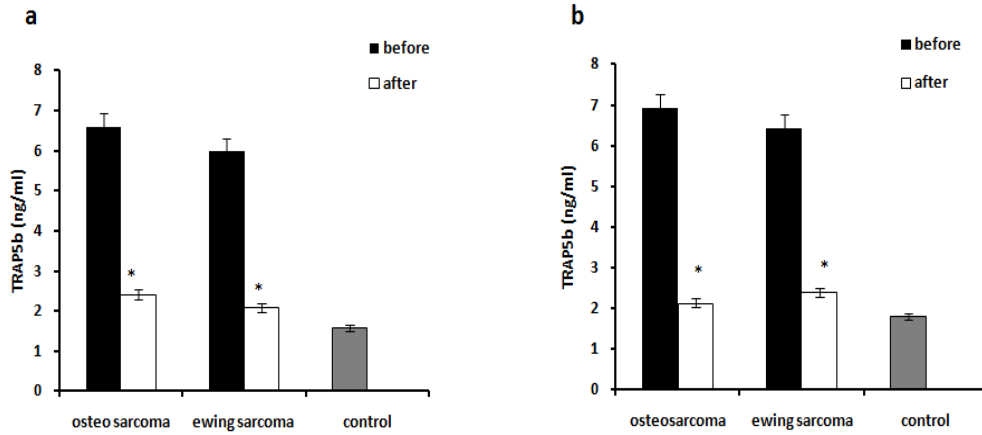 a
before
after
8
7
6
5
4
3
2
1
0
TRAP5b (ng/ml)
*
*
osteo sarcoma
ewing sarcoma
control
b
before
after
8
7
6
5
4
3
2
1
0
TRAP5b (ng/ml)
*
*
osteosarcoma
ewing sarcoma
control